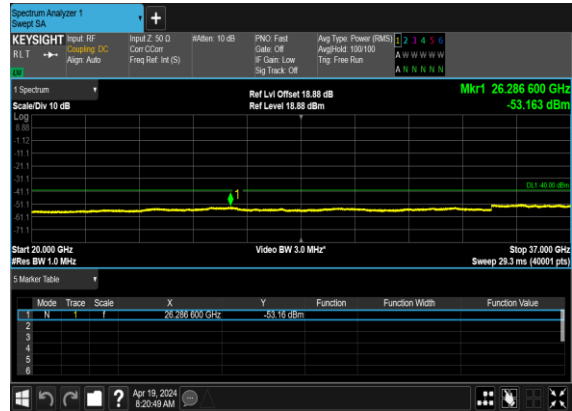 Spectrum Analyzer 1
Swept SA
+
KEYSIGHT Input: RF Input Z: 50 Ω #Atten: 10 dB PNO: Fast Avg Type: Power (RMS) 1 2 3 4 5 6
RLT Coupling: DC Corr CCorr Gate: Off Avg|Hold: 100/100 A W W W W W
Align: Auto Freq Ref: Int (S) IF Gain: Low Trig: Free Run
Sig Track: Off A N N N N N
1 Spectrum Ref Lvl Offset 18.88 dB Mkr1 26.286 600 GHz
Scale/Div 10 dB Ref Level 18.88 dBm -53.163 dBm
Log
8.88
-1.12
-11.1
-21.1
-31.1
DL1 -40.00 dBm
-41.1
1
-51.1
-61.1
-71.1
Start 20.000 GHz Video BW 3.0 MHz* Stop 37.000 GHz
#Res BW 1.0 MHz Sweep 29.3 ms (40001 pts)
5 Marker Table
Mode Trace Scale X Y Function Function Width Function Value
1 N 1 f 26.286 600 GHz -53.16 dBm
2
3
4
5
6
? Apr 19, 2024
8:20:49 AM